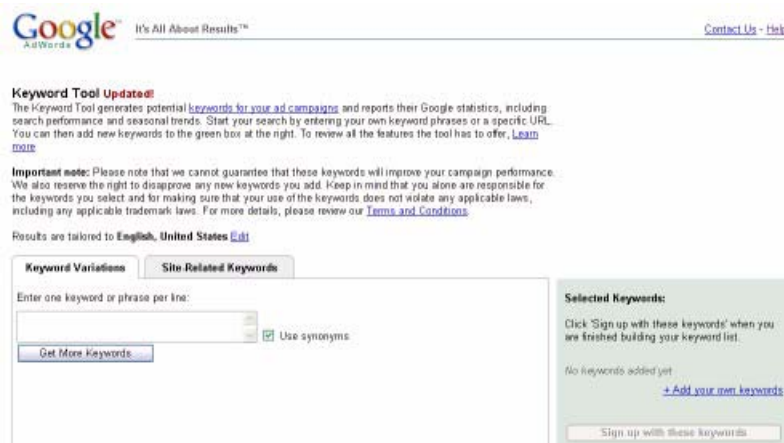 Google
AdWords
It's All About Results™
Contact Us - Help
Keyword Tool Updated!
The Keyword Tool generates potential keywords for your ad campaigns and reports their Google statistics, including
search performance and seasonal trends. Start your search by entering your own keyword phrases or a specific URL.
You can then add new keywords to the green box at the right. To review all the features the tool has to offer, Learn
more
Important note: Please note that we cannot guarantee that these keywords will improve your campaign performance.
We also reserve the right to disapprove any new keywords you add. Keep in mind that you alone are responsible for
the keywords you select and for making sure that your use of the keywords does not violate any applicable laws,
including any applicable trademark laws. For more details, please review our Terms and Conditions.
Results are tailored to English, United States Edit
Keyword Variations
Site-Related Keywords
Enter one keyword or phrase per line:
Use synonyms
Get More Keywords
Selected Keywords:
Click 'Sign up with these keywords' when you
are finished building your keyword list.
No keywords added yet
+ Add your own keywords
Sign up with these keywords